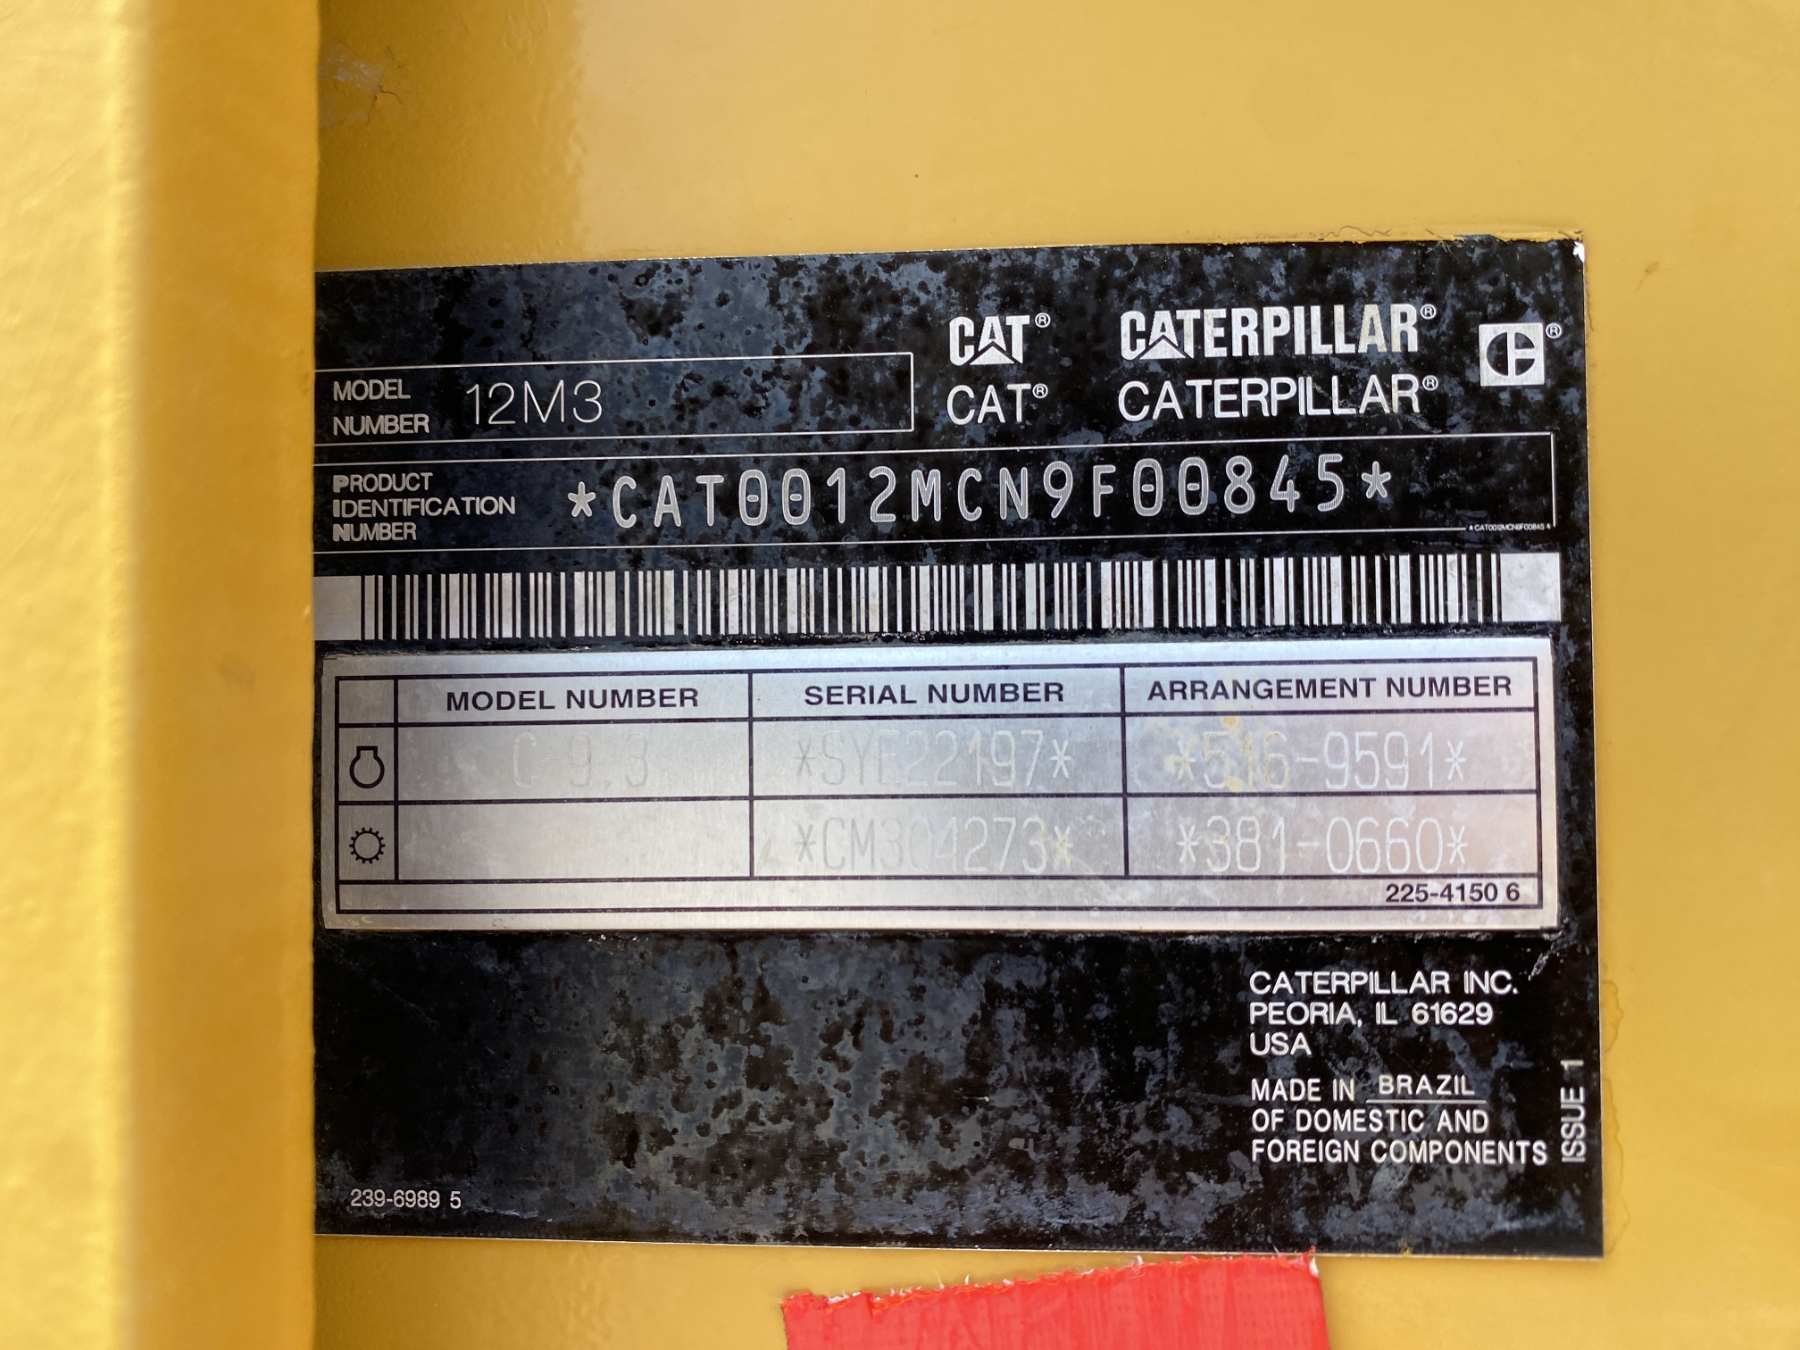 CAT® CATERPILLAR®
CAT® CATERPILLAR®
MODEL
NUMBER 12M3
PRODUCT
IDENTIFICATION
NUMBER
*CAT0012MCN9F00845*
*CAT0012MCN9F00845*
MODEL NUMBER SERIAL NUMBER ARRANGEMENT NUMBER
C-9.3 *SYE22197* *516-9591*
*CM304273* *381-0660*
225-4150 6
CATERPILLAR INC.
PEORIA, IL 61629
USA
MADE IN BRAZIL
OF DOMESTIC AND
FOREIGN COMPONENTS
ISSUE 1
239-6989 5